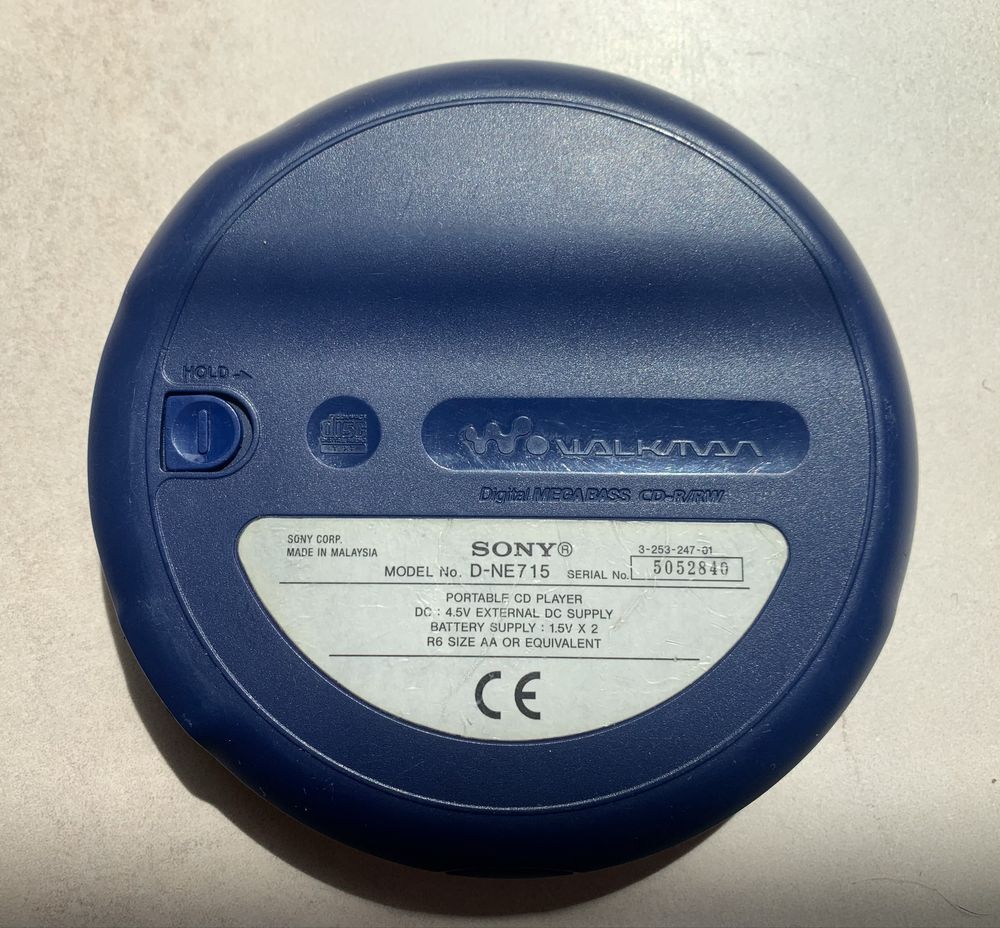 HOLD
COMPACT
disc
WALKMAN
Digital MEGA BASS CD-R/RW
SONY CORP.
MADE IN MALAYSIA
SONY®
3-253-247-01
MODEL No. D-NE715 SERIAL No. 5052840
PORTABLE CD PLAYER
DC : 4.5V EXTERNAL DC SUPPLY
BATTERY SUPPLY : 1.5V X 2
R6 SIZE AA OR EQUIVALENT
CE